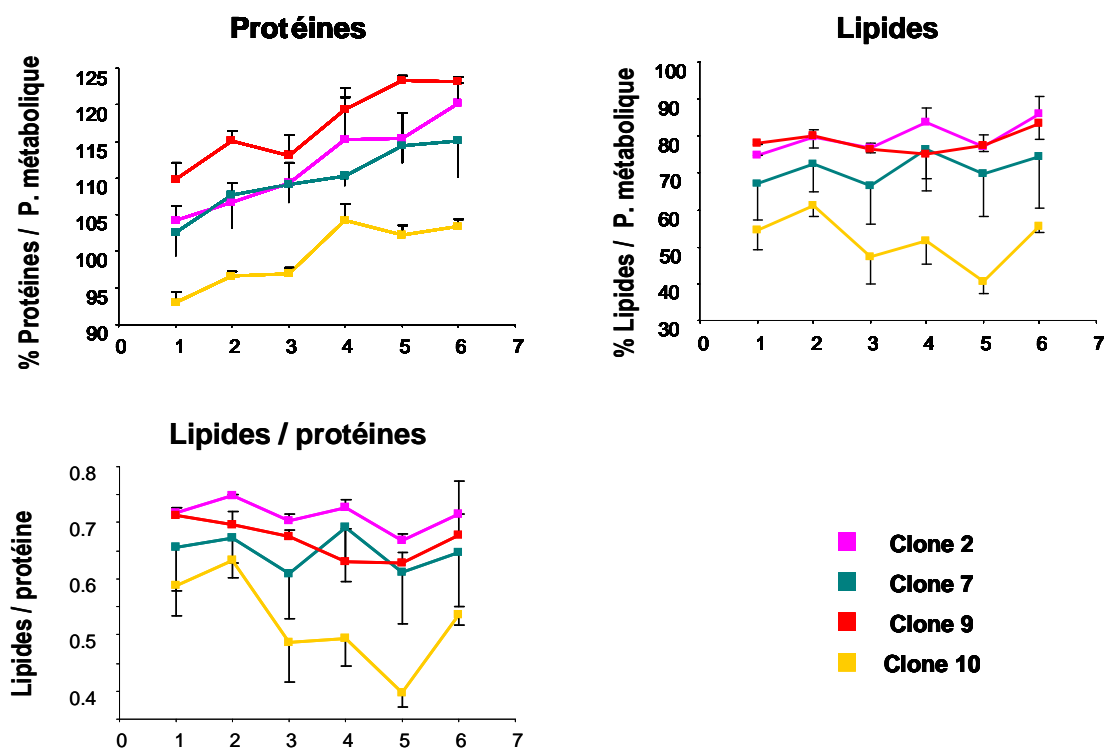 Protéines
% Protéines / P. métabolique
125
120
115
110
105
100
95
90
0 1 2 3 4 5 6 7
Lipides
% Lipides / P. métabolique
100
90
80
70
60
50
40
30
0 1 2 3 4 5 6 7
Lipides / protéines
Lipides / protéine
0.8
0.7
0.6
0.5
0.4
0 1 2 3 4 5 6 7
Clone 2
Clone 7
Clone 9
Clone 10